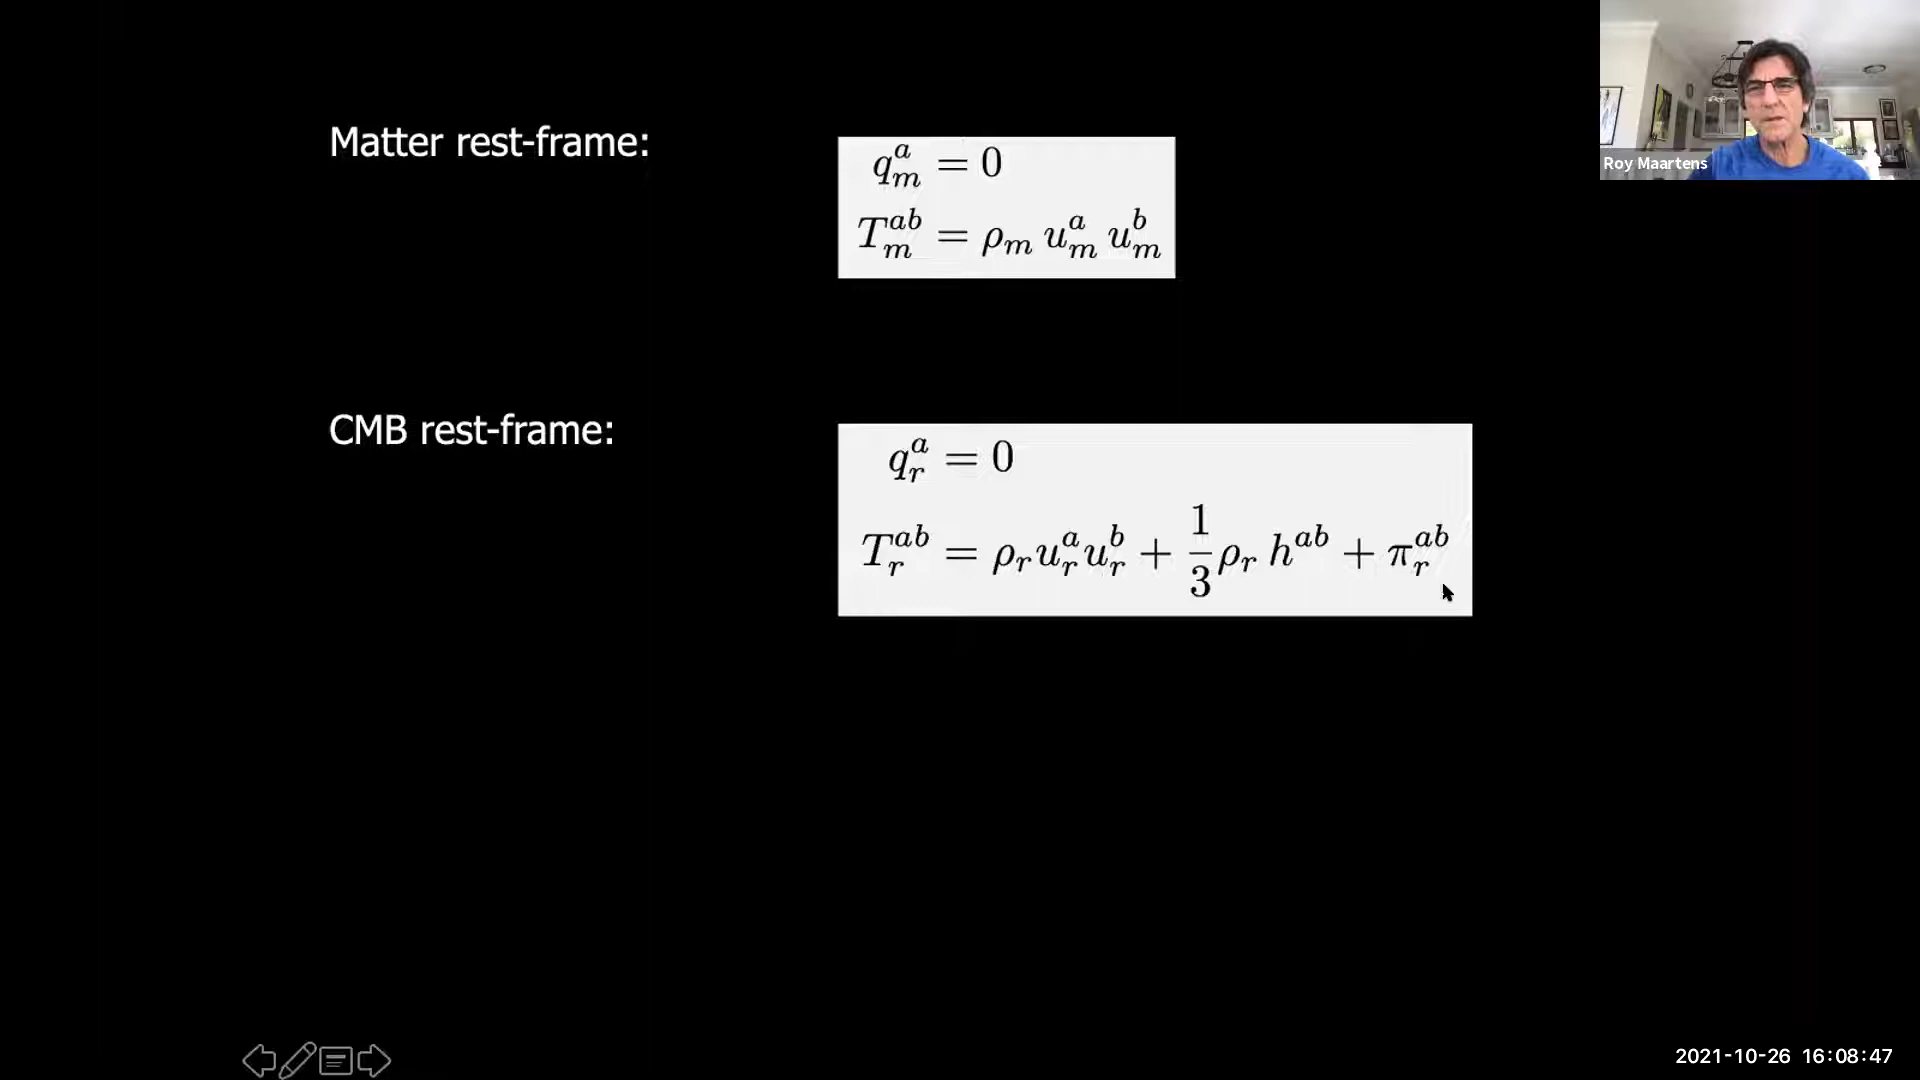 Matter rest-frame:
q_m^a = 0
T_m^{ab} = ρ_m u_m^a u_m^b
Roy Maartens
CMB rest-frame:
q_r^a = 0
T_r^{ab} = ρ_r u_r^a u_r^b + \frac{1}{3} ρ_r h^{ab} + π_r^{ab}
2021-10-26 16:08:47